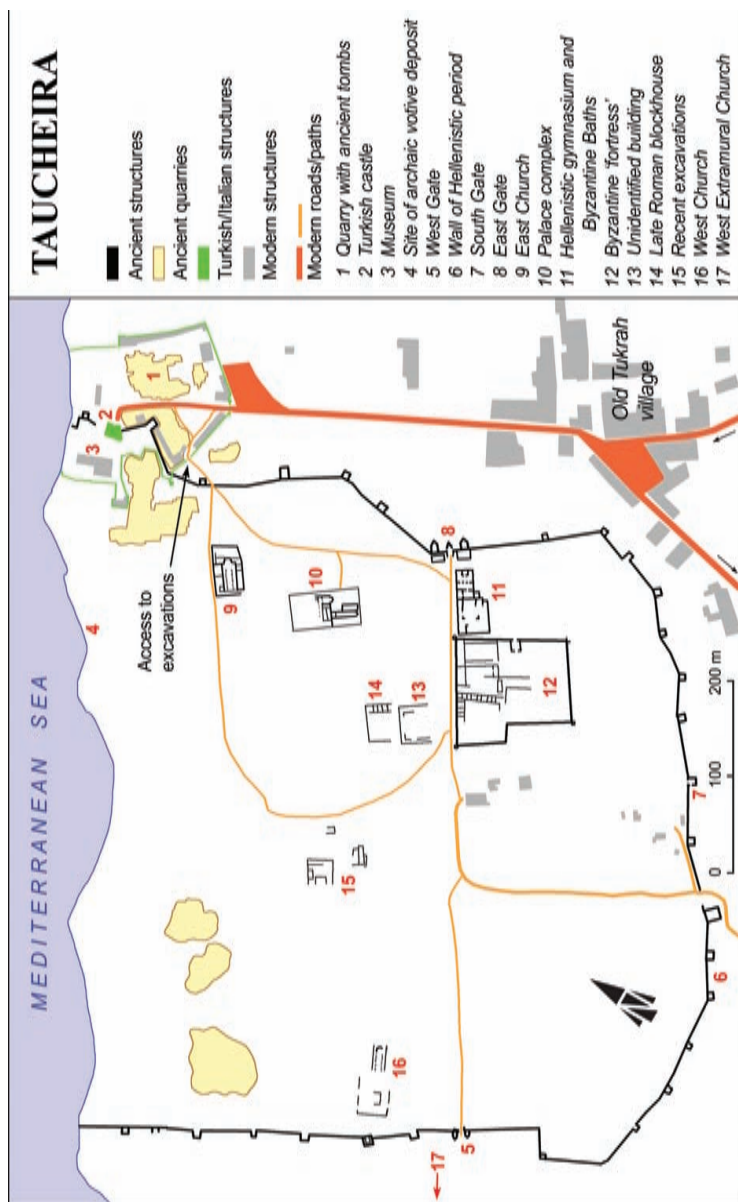 TAUCHEIRA
Ancient structures
Ancient quarries
Turkish/Italian structures
Modern structures
Modern roads/paths
1 Quarry with ancient tombs
2 Turkish castle
3 Museum
4 Site of archaic votive deposit
5 West Gate
6 Wall of Hellenistic period
7 South Gate
8 East Gate
9 East Church
10 Palace complex
11 Hellenistic gymnasium and
Byzantine Baths
12 Byzantine 'fortress'
13 Unidentified building
14 Late Roman blockhouse
15 Recent excavations
16 West Church
17 West Extramural Church
MEDITERRANEAN SEA
4
3
2
1
Access to
excavations
9
10
14
13
8
11
12
15
16
17
5
6
7
Old Tukrah
village
0 100 200 m
N